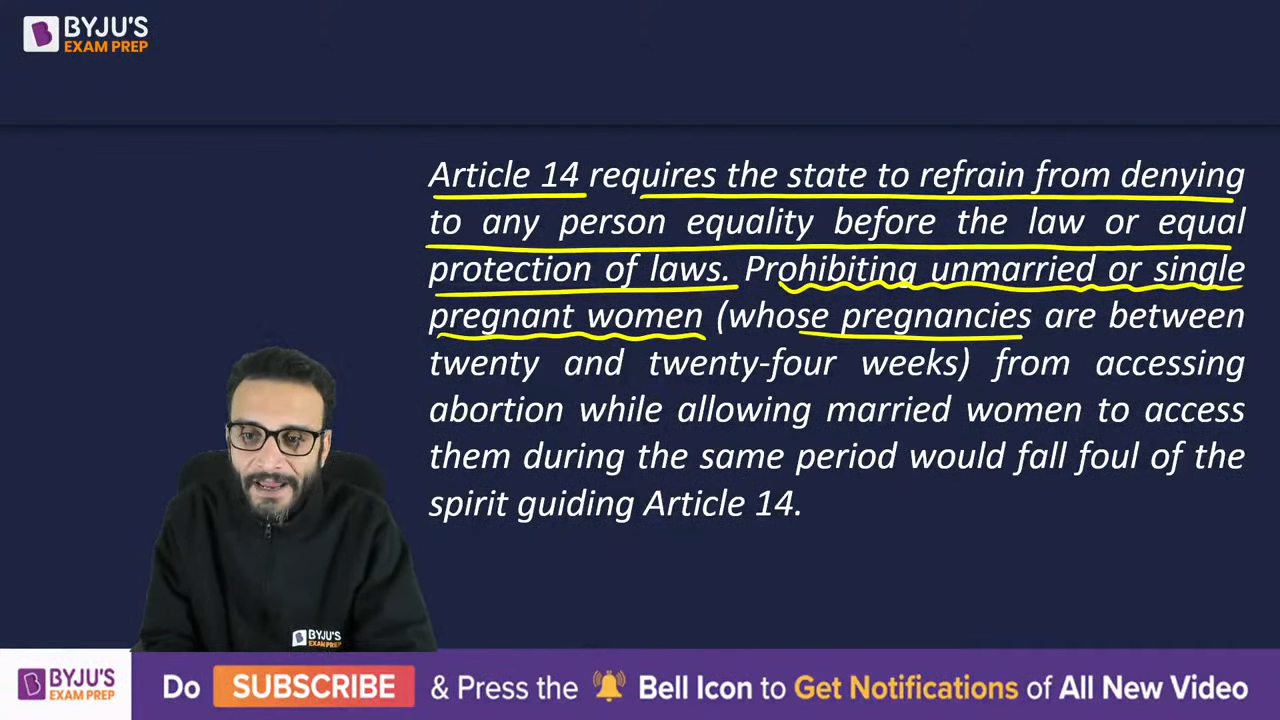 BYJU'S
EXAM PREP
Article 14 requires the state to refrain from denying
to any person equality before the law or equal
protection of laws. Prohibiting unmarried or single
pregnant women (whose pregnancies are between
twenty and twenty-four weeks) from accessing
abortion while allowing married women to access
them during the same period would fall foul of the
spirit guiding Article 14.
BYJU'S
EXAM PREP
BYJU'S
EXAM PREP
Do SUBSCRIBE & Press the Bell Icon to Get Notifications of All New Video